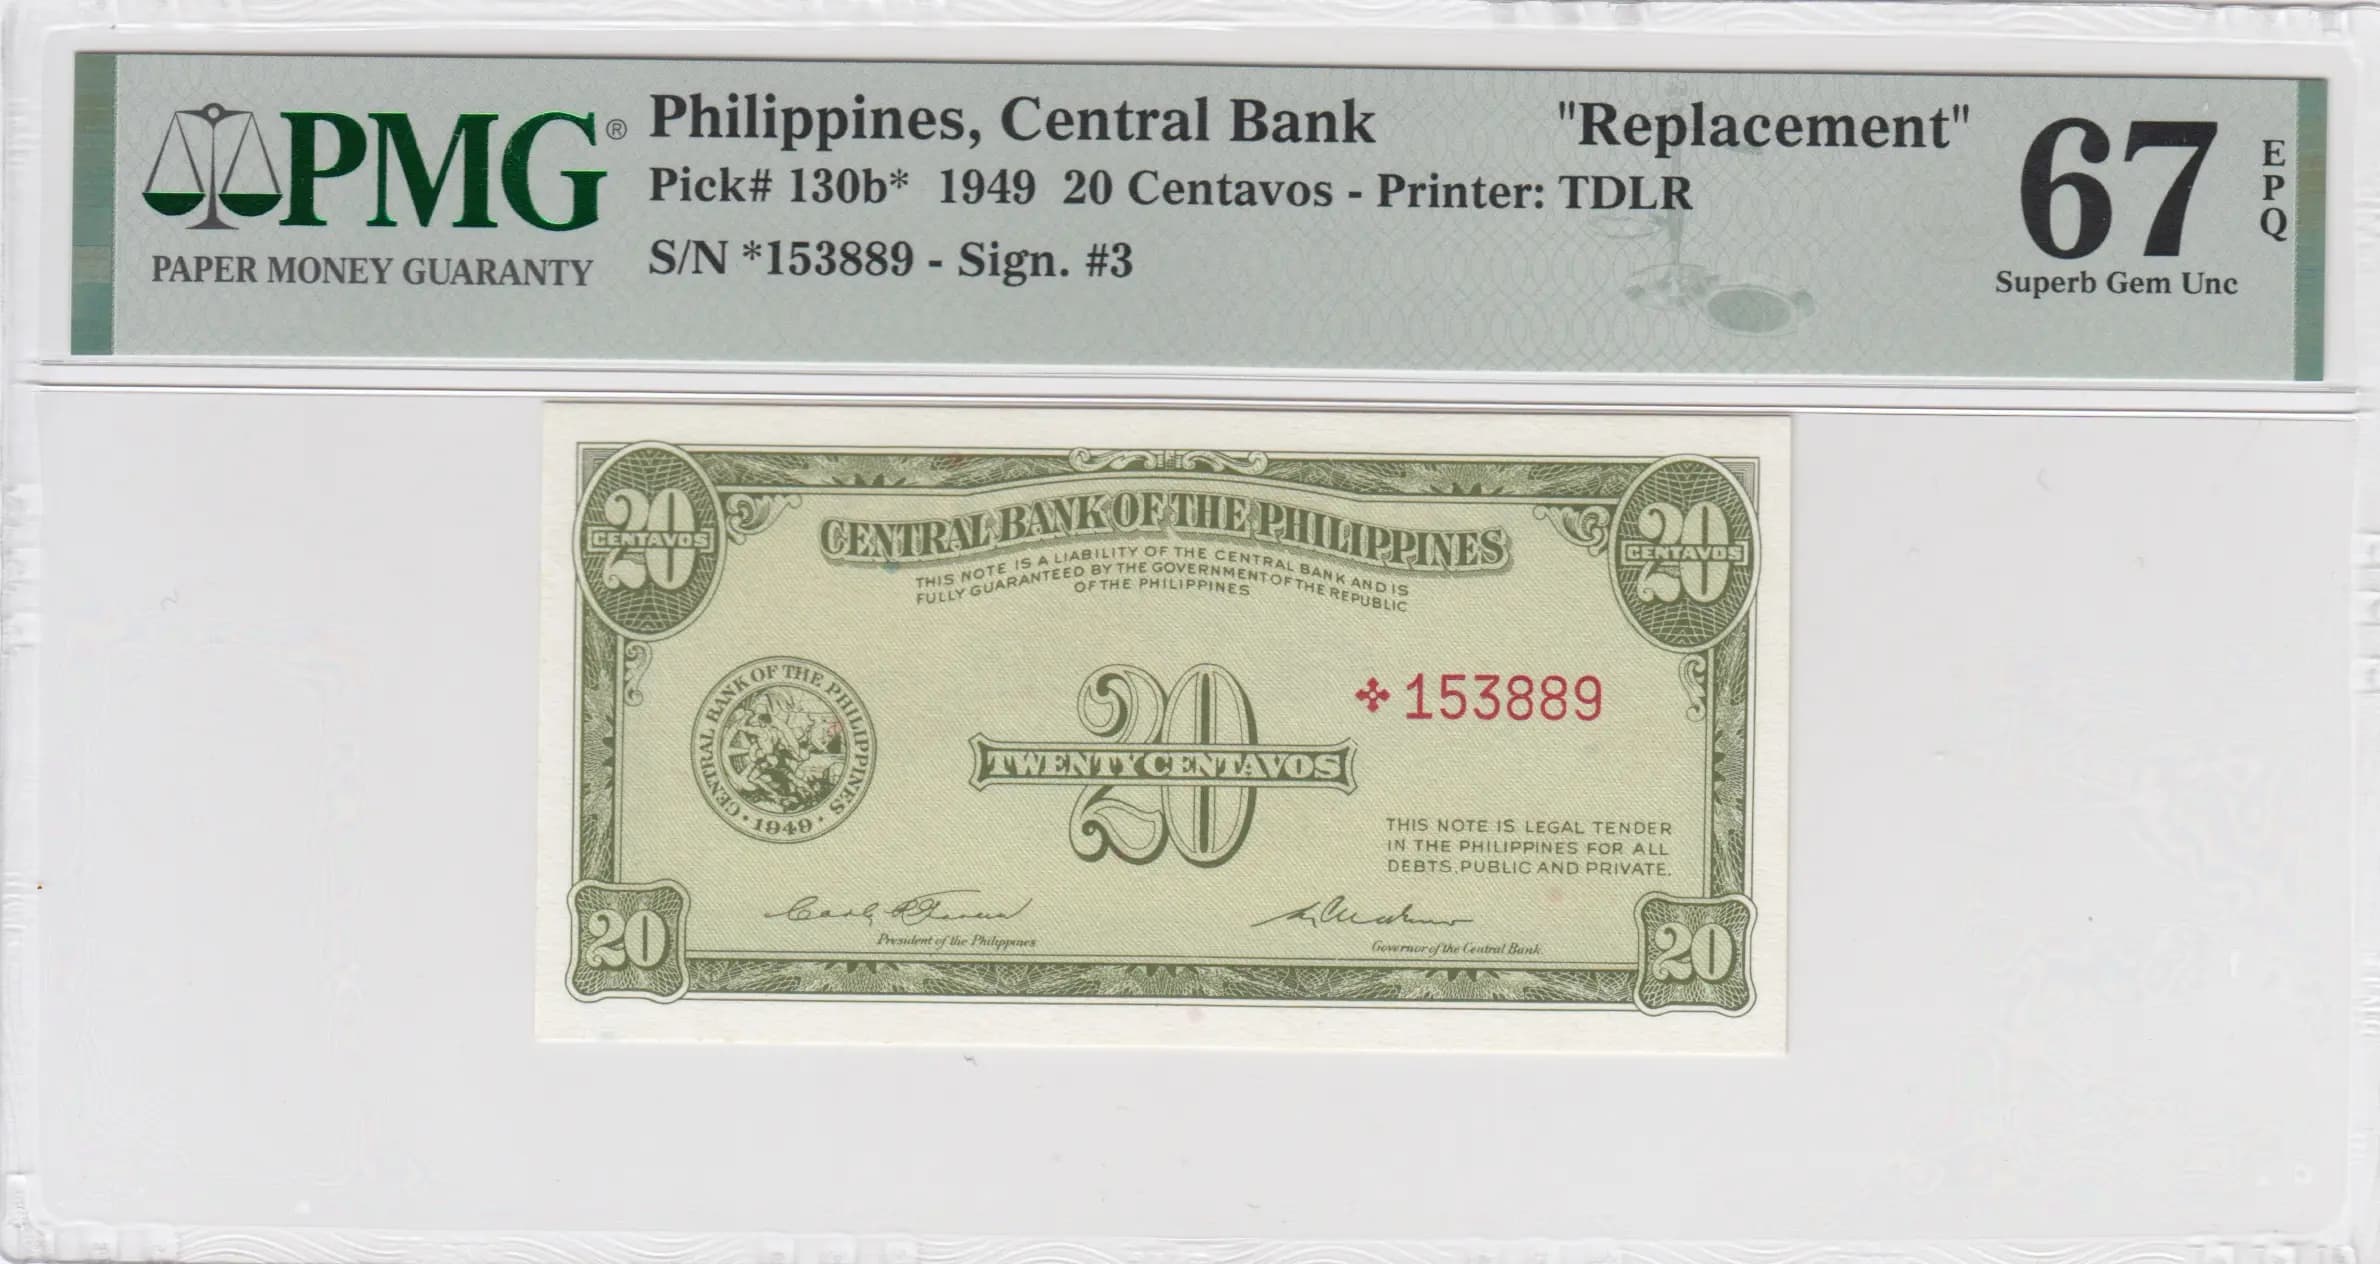 PMG®
PAPER MONEY GUARANTY
Philippines, Central Bank "Replacement"
Pick# 130b* 1949 20 Centavos - Printer: TDLR
S/N *153889 - Sign. #3
67
EPQ
Superb Gem Unc
20
CENTAVOS
20
CENTAVOS
CENTRAL BANK OF THE PHILIPPINES
THIS NOTE IS A LIABILITY OF THE CENTRAL BANK AND IS
FULLY GUARANTEED BY THE GOVERNMENT OF THE REPUBLIC
OF THE PHILIPPINES
CENTRAL BANK OF THE PHILIPPINES
· 1949 ·
20
TWENTY CENTAVOS
153889
THIS NOTE IS LEGAL TENDER
IN THE PHILIPPINES FOR ALL
DEBTS, PUBLIC AND PRIVATE.
President of the Philippines
Governor of the Central Bank.
20
20